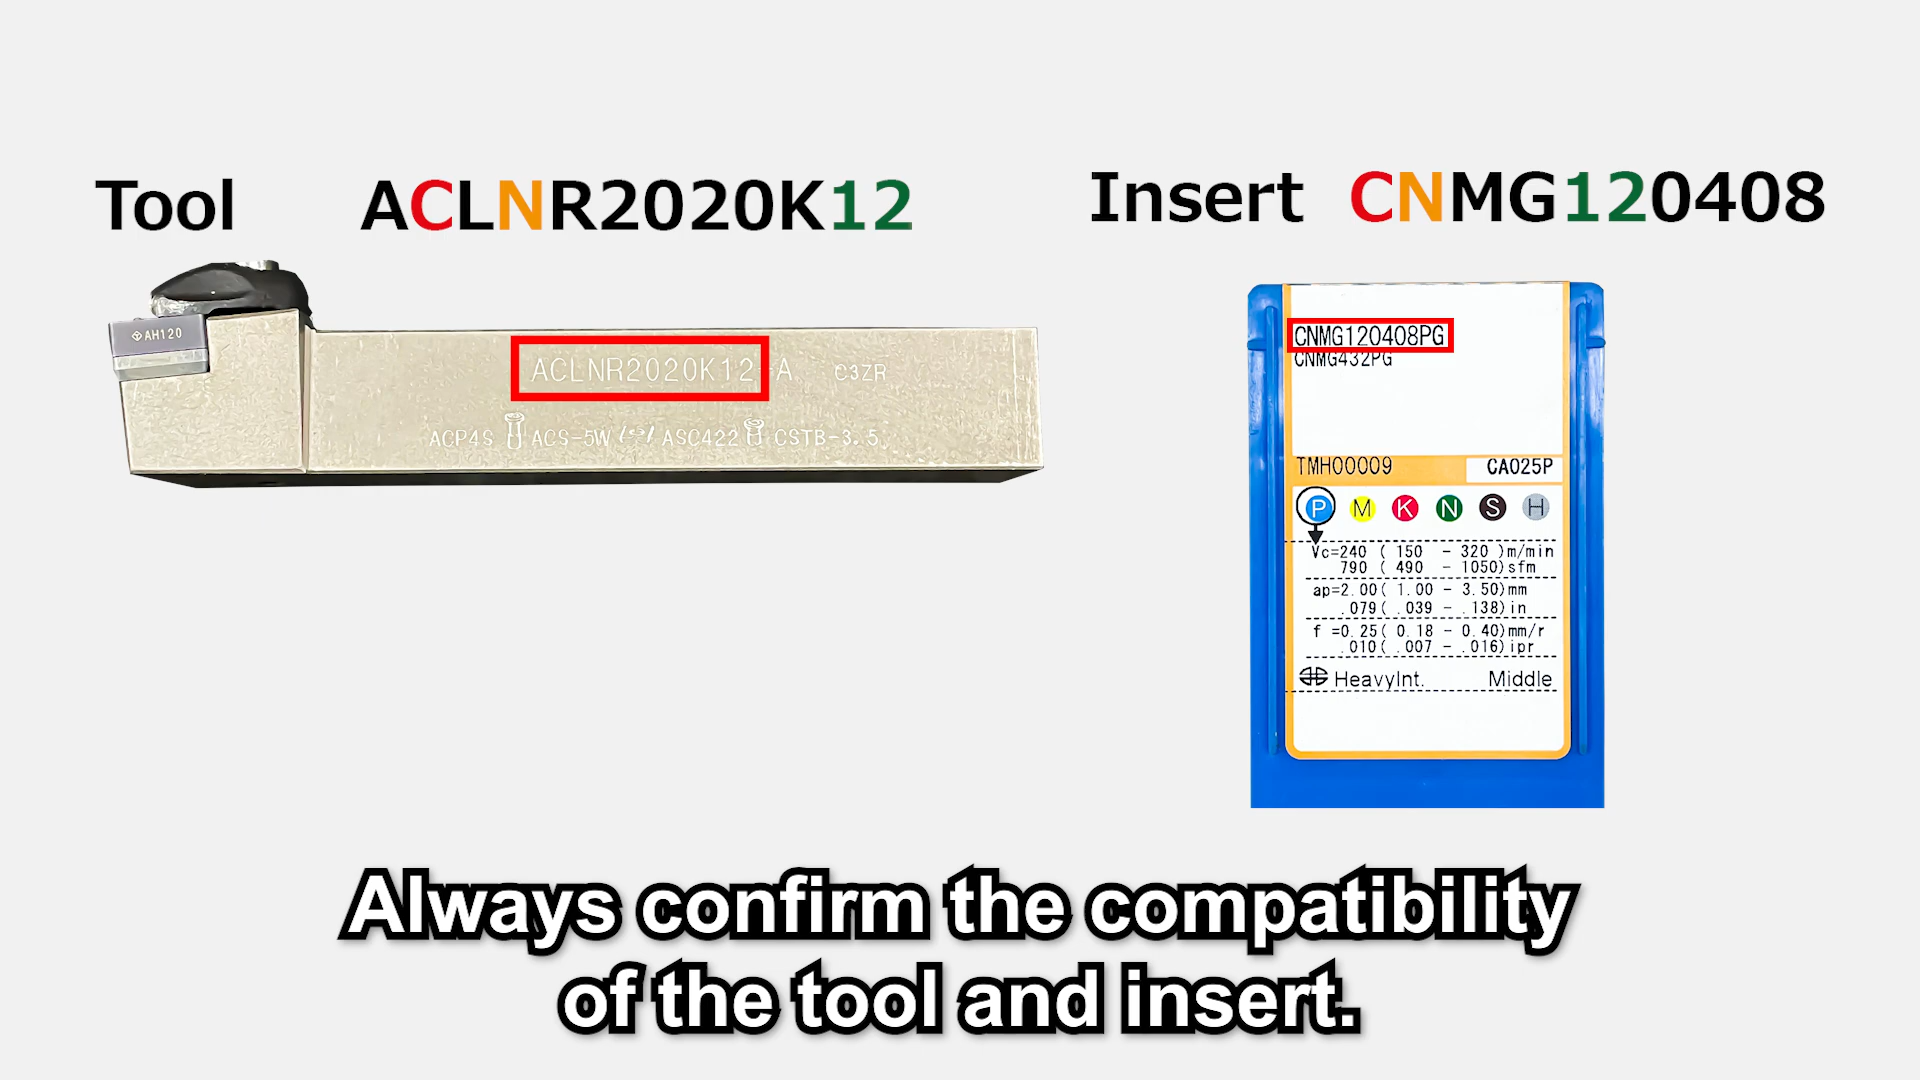 Tool ACLNR2020K12
Insert CNMG120408
AH120
ACLNR2020K12-A C3ZR
ACP4S ACS-5W ASC422 CSTB-3.5
CNMG120408PG
CNMG432PG
TMH00009 CA025P
P M K N S H
Vc=240 ( 150 - 320 )m/min
790 ( 490 - 1050)sfm
ap=2.00( 1.00 - 3.50)mm
.079( .039 - .138)in
f =0.25( 0.18 - 0.40)mm/r
.010( .007 - .016)ipr
HeavyInt. Middle
Always confirm the compatibility
of the tool and insert.